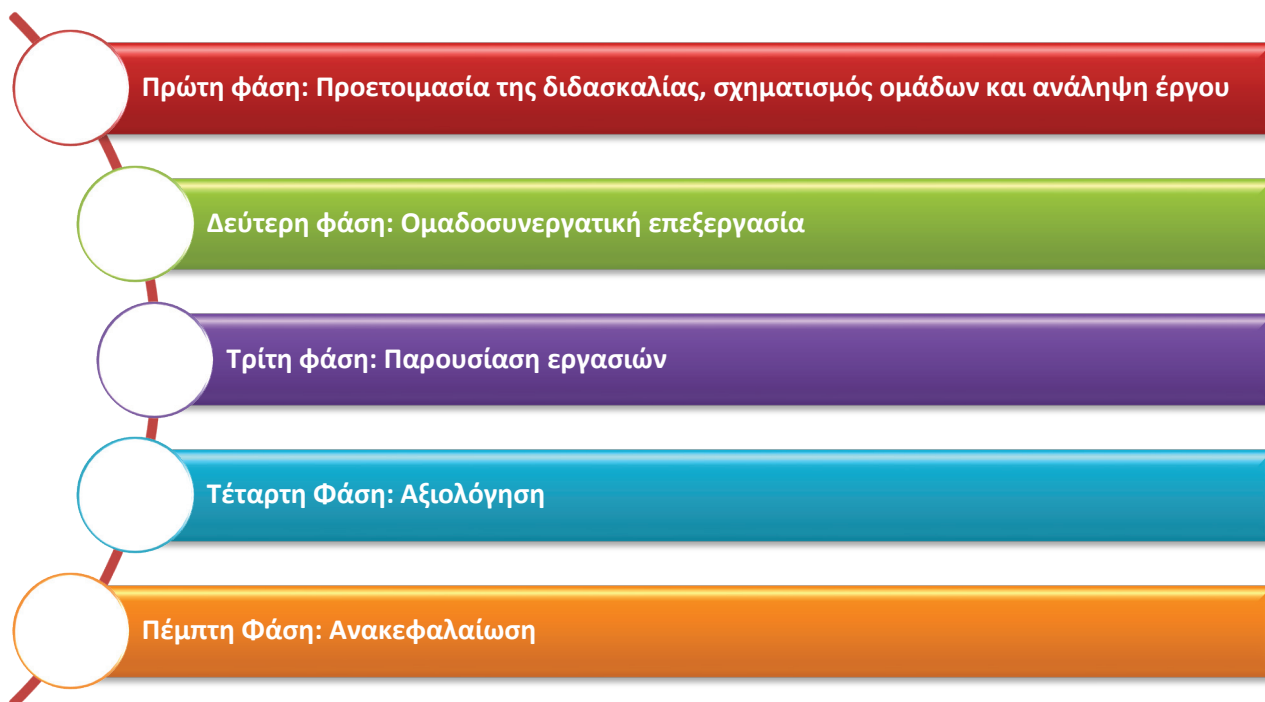 Πρώτη φάση: Προετοιμασία της διδασκαλίας, σχηματισμός ομάδων και ανάληψη έργου
Δεύτερη φάση: Ομαδοσυνεργατική επεξεργασία
Τρίτη φάση: Παρουσίαση εργασιών
Τέταρτη Φάση: Αξιολόγηση
Πέμπτη Φάση: Ανακεφαλαίωση